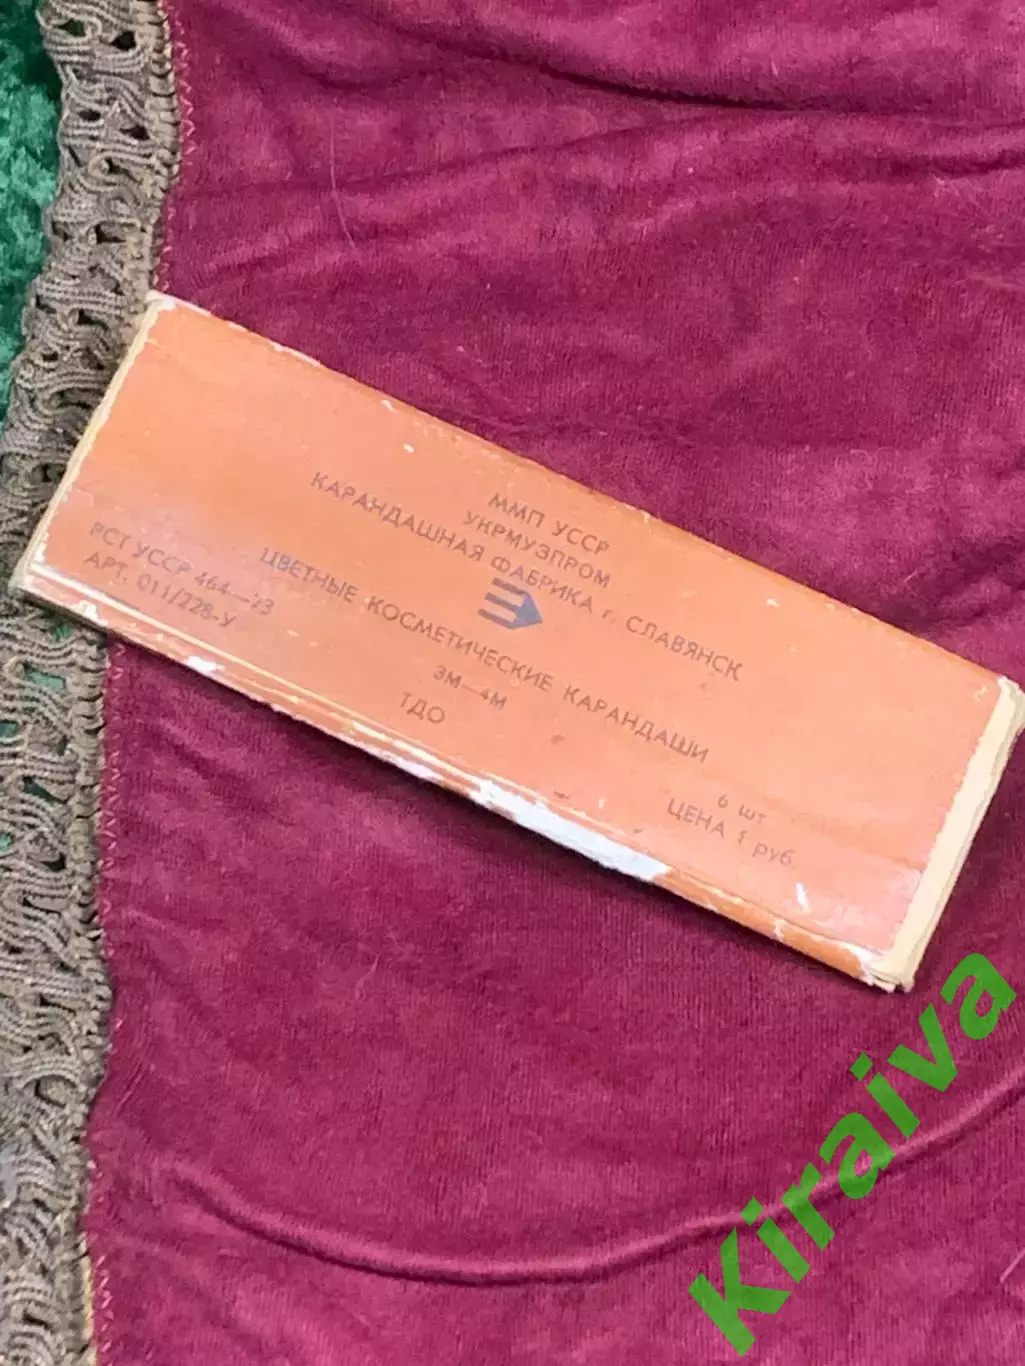 ММП УССР
УКРМУЗПРОМ
КАРАНДАШНАЯ ФАБРИКА г. СЛАВЯНСК
ЦВЕТНЫЕ КОСМЕТИЧЕСКИЕ КАРАНДАШИ
3М—4М
ТДО
РСТ УССР 464—73
АРТ. 011/228-У
6 шт
ЦЕНА 1 руб.
Kiraiva